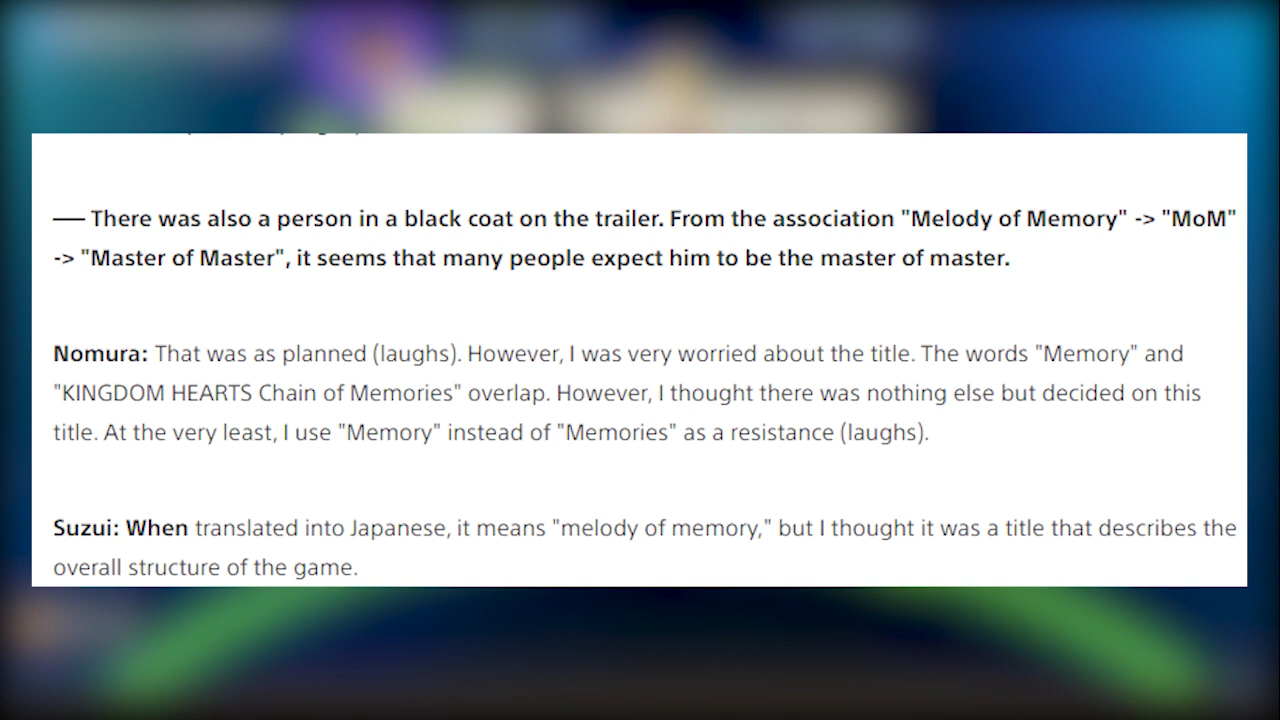 —— There was also a person in a black coat on the trailer. From the association "Melody of Memory" -> "MoM"
-> "Master of Master", it seems that many people expect him to be the master of master.
Nomura: That was as planned (laughs). However, I was very worried about the title. The words "Memory" and
"KINGDOM HEARTS Chain of Memories" overlap. However, I thought there was nothing else but decided on this
title. At the very least, I use "Memory" instead of "Memories" as a resistance (laughs).
Suzui: When translated into Japanese, it means "melody of memory," but I thought it was a title that describes the
overall structure of the game.